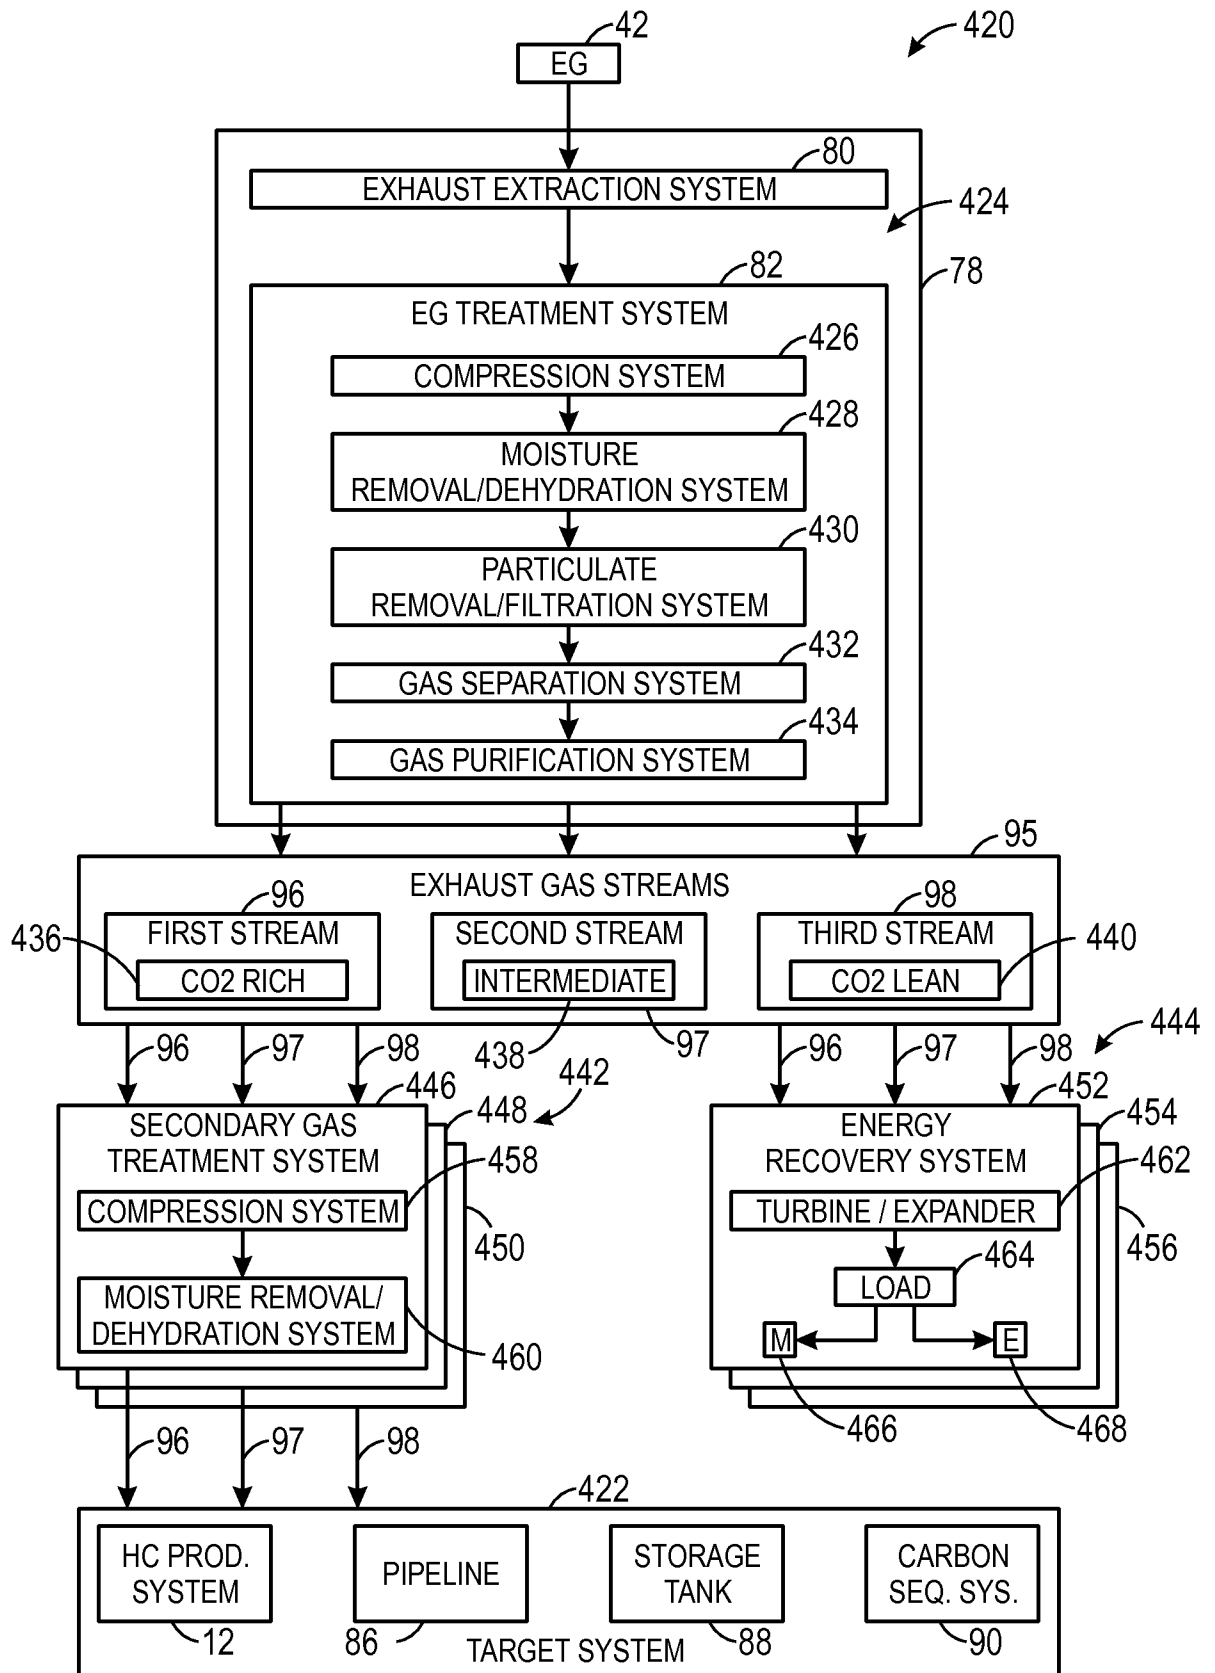 42
420
EG
80
EXHAUST EXTRACTION SYSTEM
424
82
78
EG TREATMENT SYSTEM
426
COMPRESSION SYSTEM
428
MOISTURE
REMOVAL/DEHYDRATION SYSTEM
430
PARTICULATE
REMOVAL/FILTRATION SYSTEM
432
GAS SEPARATION SYSTEM
434
GAS PURIFICATION SYSTEM
95
EXHAUST GAS STREAMS
96
98
FIRST STREAM
SECOND STREAM
THIRD STREAM
436
440
CO2 RICH
INTERMEDIATE
CO2 LEAN
96
97
98
438
97
96
97
98
444
446
442
452
448
454
SECONDARY GAS
TREATMENT SYSTEM
458
ENERGY
RECOVERY SYSTEM
462
COMPRESSION SYSTEM
450
TURBINE / EXPANDER
456
464
LOAD
MOISTURE REMOVAL/
DEHYDRATION SYSTEM
460
M
E
466
468
96
97
98
422
HC PROD.
SYSTEM
PIPELINE
STORAGE
TANK
CARBON
SEQ. SYS.
12
86
88
90
TARGET SYSTEM